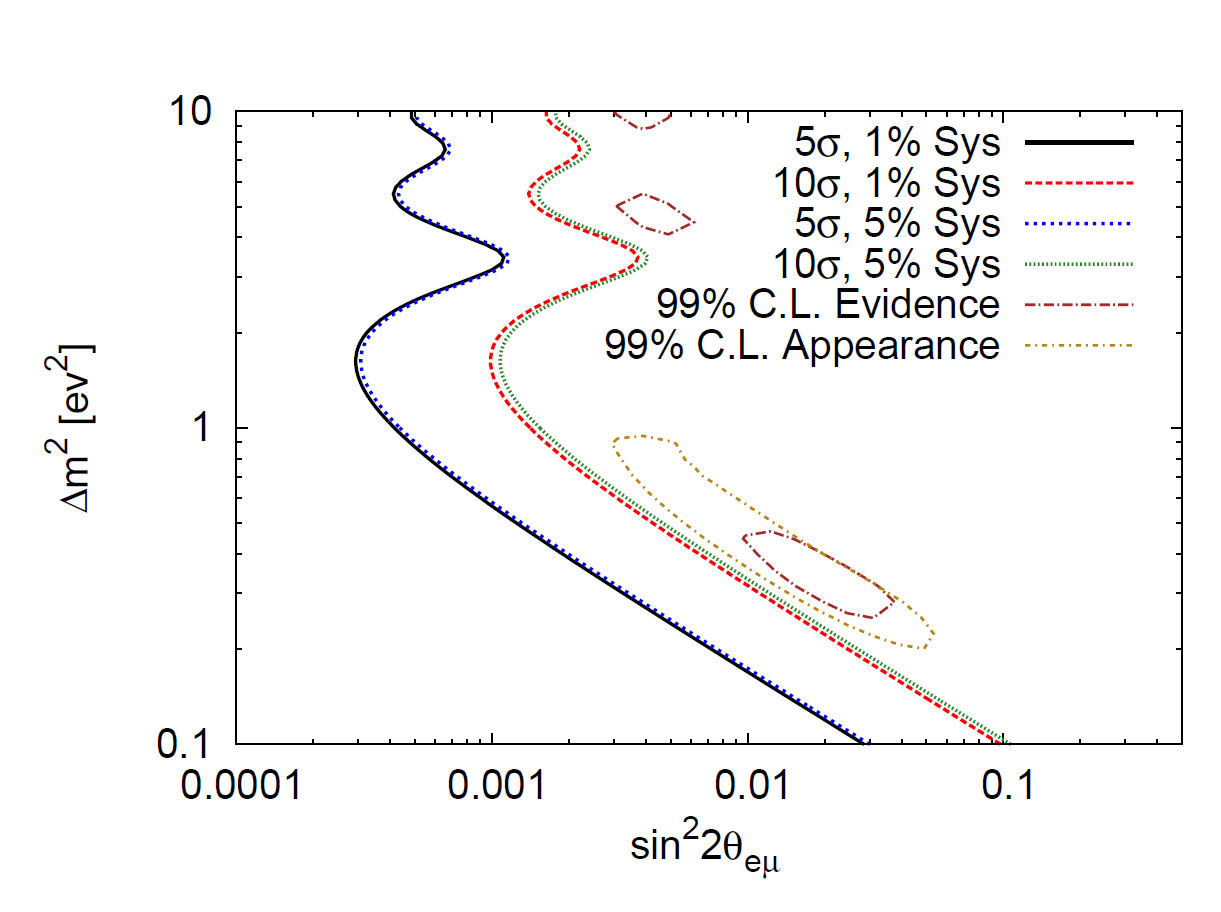 10
1
0.1
Δm² [ev²]
5σ, 1% Sys
10σ, 1% Sys
5σ, 5% Sys
10σ, 5% Sys
99% C.L. Evidence
99% C.L. Appearance
0.0001 0.001 0.01 0.1
sin²2θeμ